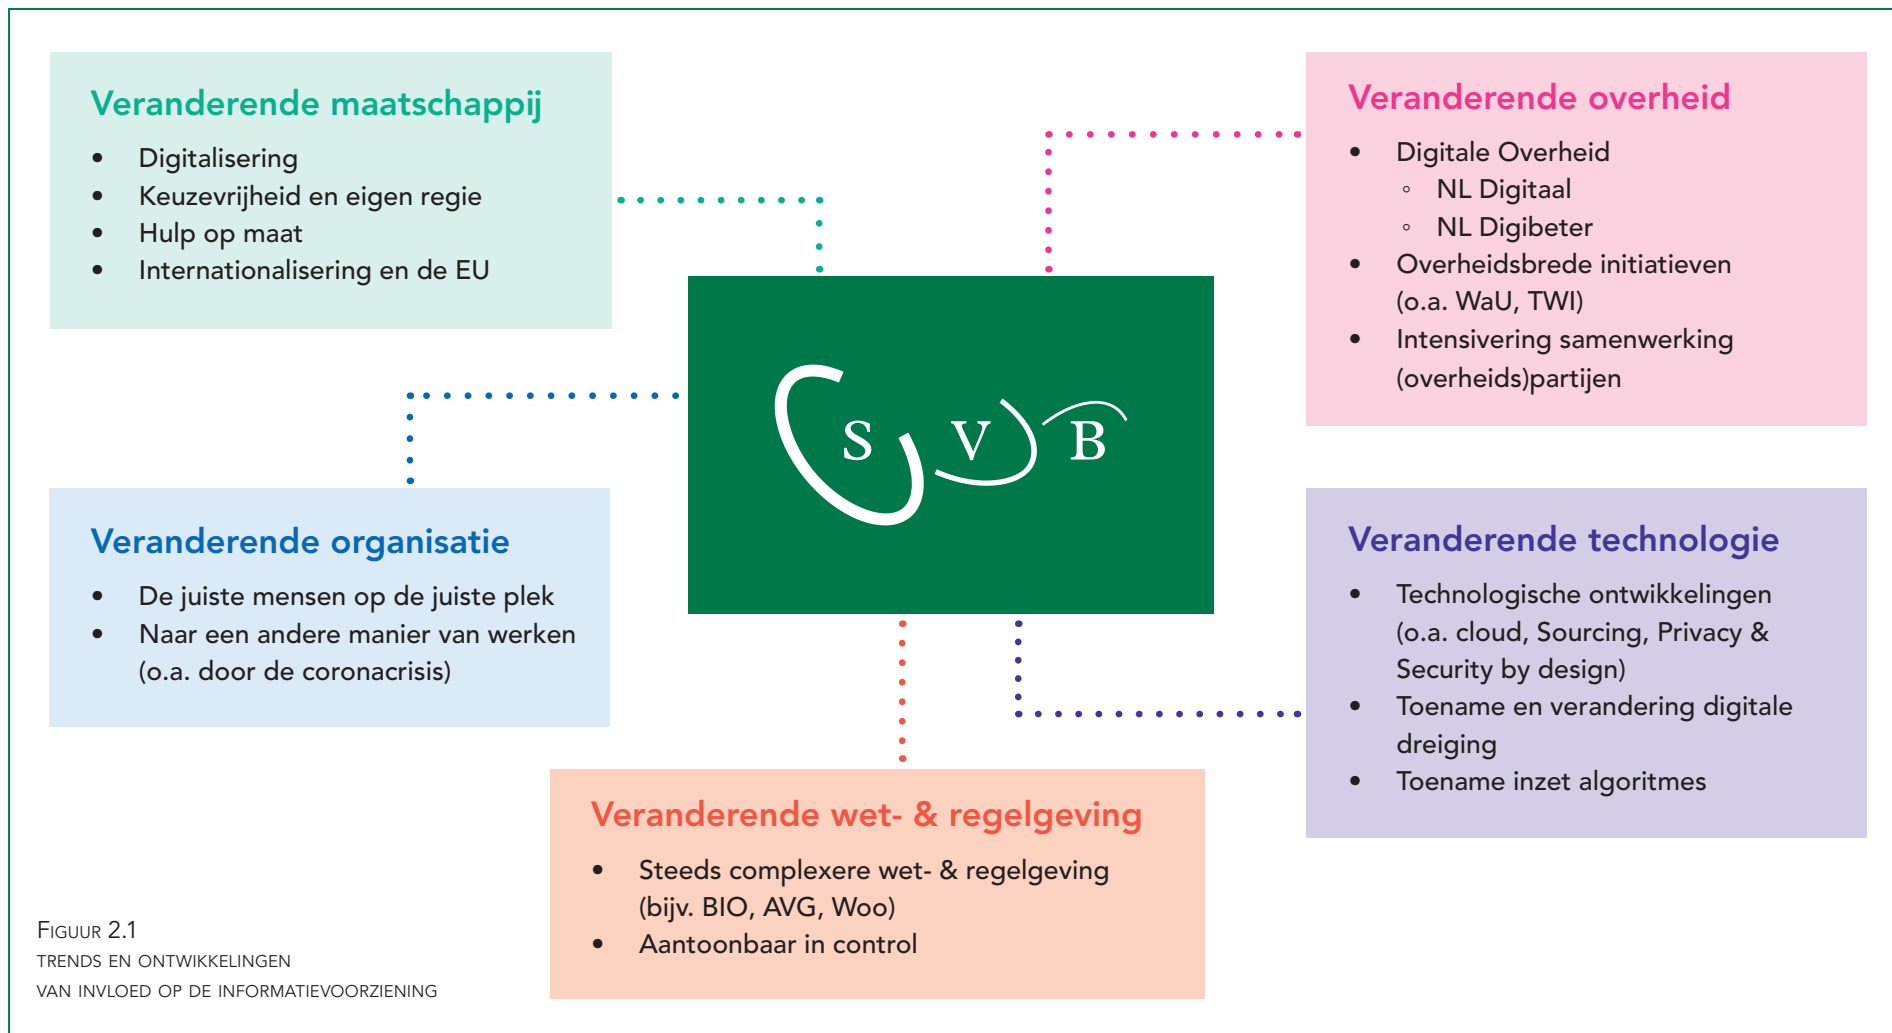 Veranderende maatschappij
• Digitalisering
• Keuzevrijheid en eigen regie
• Hulp op maat
• Internationalisering en de EU
Veranderende overheid
• Digitale Overheid
◦ NL Digitaal
◦ NL Digibeter
• Overheidsbrede initiatieven
(o.a. WaU, TWI)
• Intensivering samenwerking
(overheids)partijen
S V B
Veranderende organisatie
• De juiste mensen op de juiste plek
• Naar een andere manier van werken
(o.a. door de coronacrisis)
Veranderende technologie
• Technologische ontwikkelingen
(o.a. cloud, Sourcing, Privacy &
Security by design)
• Toename en verandering digitale
dreiging
• Toename inzet algoritmes
Veranderende wet- & regelgeving
• Steeds complexere wet- & regelgeving
(bijv. BIO, AVG, Woo)
• Aantoonbaar in control
Figuur 2.1
trends en ontwikkelingen
van invloed op de informatievoorziening